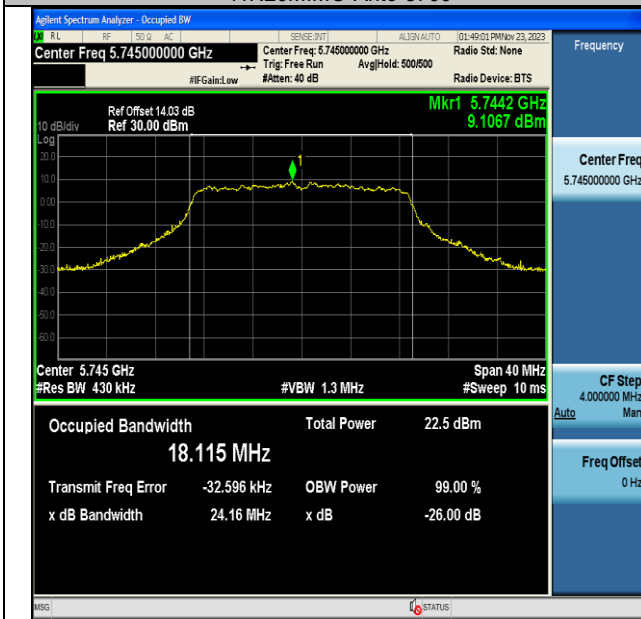 Agilent Spectrum Analyzer - Occupied BW
RL RF 50 Ω AC SENSE:INT ALIGN AUTO 01:49:01 PM Nov 23, 2023
Center Freq 5.745000000 GHz
Center Freq: 5.745000000 GHz
Radio Std: None
Trig: Free Run Avg|Hold: 500/500
#IFGain:Low
#Atten: 40 dB
Radio Device: BTS
Frequency
Mkr1 5.7442 GHz
9.1067 dBm
Ref Offset 14.03 dB
10 dB/div
Ref 30.00 dBm
Log
20.0
10.0
0.00
-10.0
-20.0
-30.0
-40.0
-50.0
-60.0
1
Center 5.745 GHz
Span 40 MHz
#Res BW 430 kHz
#VBW 1.3 MHz
#Sweep 10 ms
Occupied Bandwidth
Total Power 22.5 dBm
18.115 MHz
Transmit Freq Error -32.596 kHz
OBW Power 99.00 %
x dB Bandwidth 24.16 MHz
x dB -26.00 dB
Center Freq
5.745000000 GHz
CF Step
4.000000 MHz
Auto Man
Freq Offset
0 Hz
MSG
STATUS